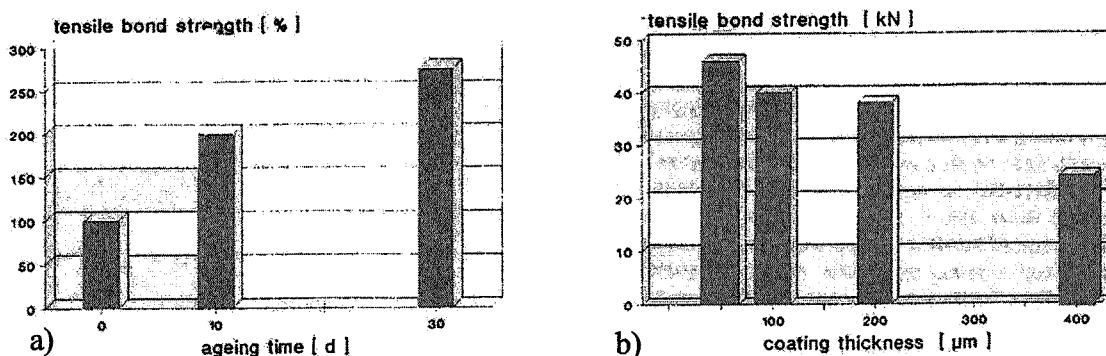 tensile bond strength [ % ]
300
250
200
150
100
50
0
0 10 30
a) ageing time [ d ]
tensile bond strength [ kN ]
50
40
30
20
10
0
100 200 300 400
b) coating thickness [ µm ]